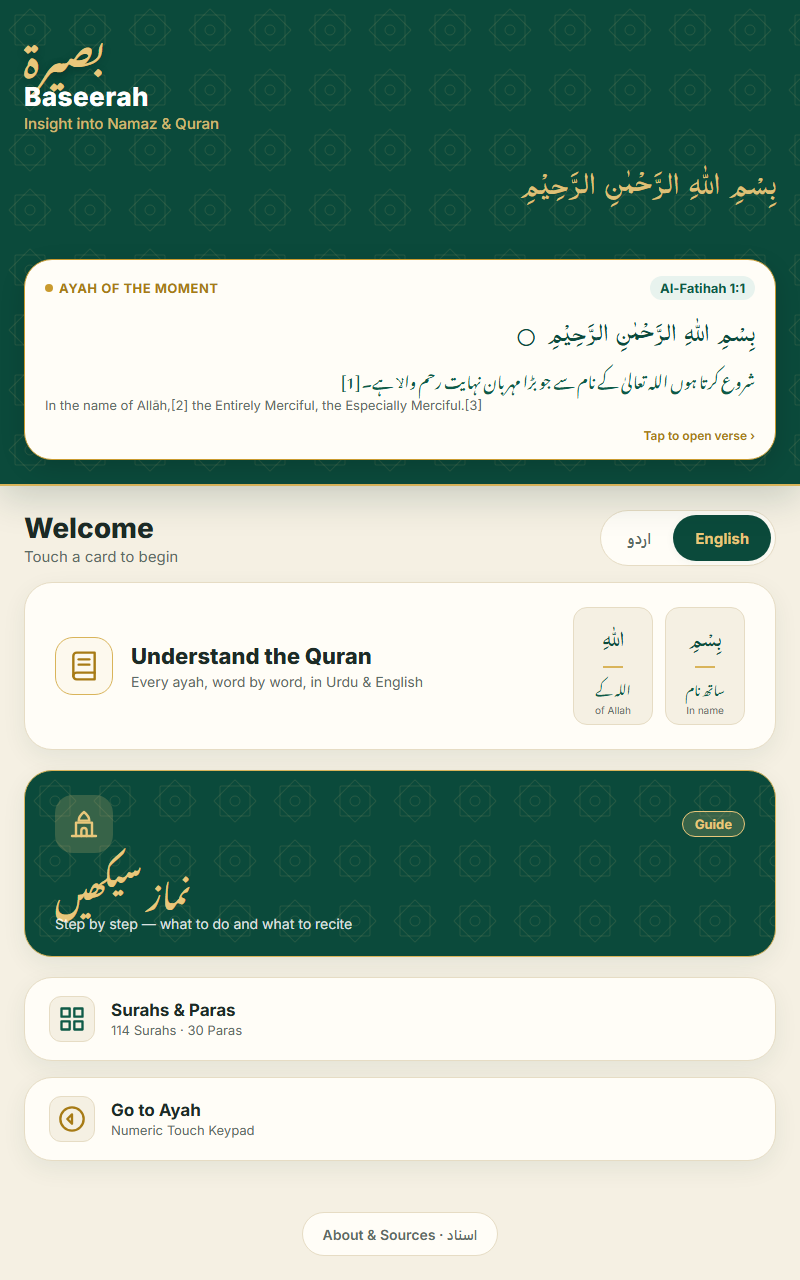 بصيرة
Baseerah
Insight into Namaz & Quran
بِسْمِ اللّٰهِ الرَّحْمٰنِ الرَّحِيْمِ
AYAH OF THE MOMENT
Al-Fatihah 1:1
بِسْمِ اللّٰهِ الرَّحْمٰنِ الرَّحِيْمِ ○
شروع کرتا ہوں اللہ تعالیٰ کے نام سے جو بڑا مہربان نہایت رحم والا ہے۔[1]
In the name of Allāh,[2] the Entirely Merciful, the Especially Merciful.[3]
Tap to open verse ›
Welcome
Touch a card to begin
اردو
English
Understand the Quran
Every ayah, word by word, in Urdu & English
بِسْمِ
ساتھ نام
In name
اللّٰهِ
اللہ کے
of Allah
Guide
نماز سیکھیں
Step by step — what to do and what to recite
Surahs & Paras
114 Surahs · 30 Paras
Go to Ayah
Numeric Touch Keypad
About & Sources · اسناد